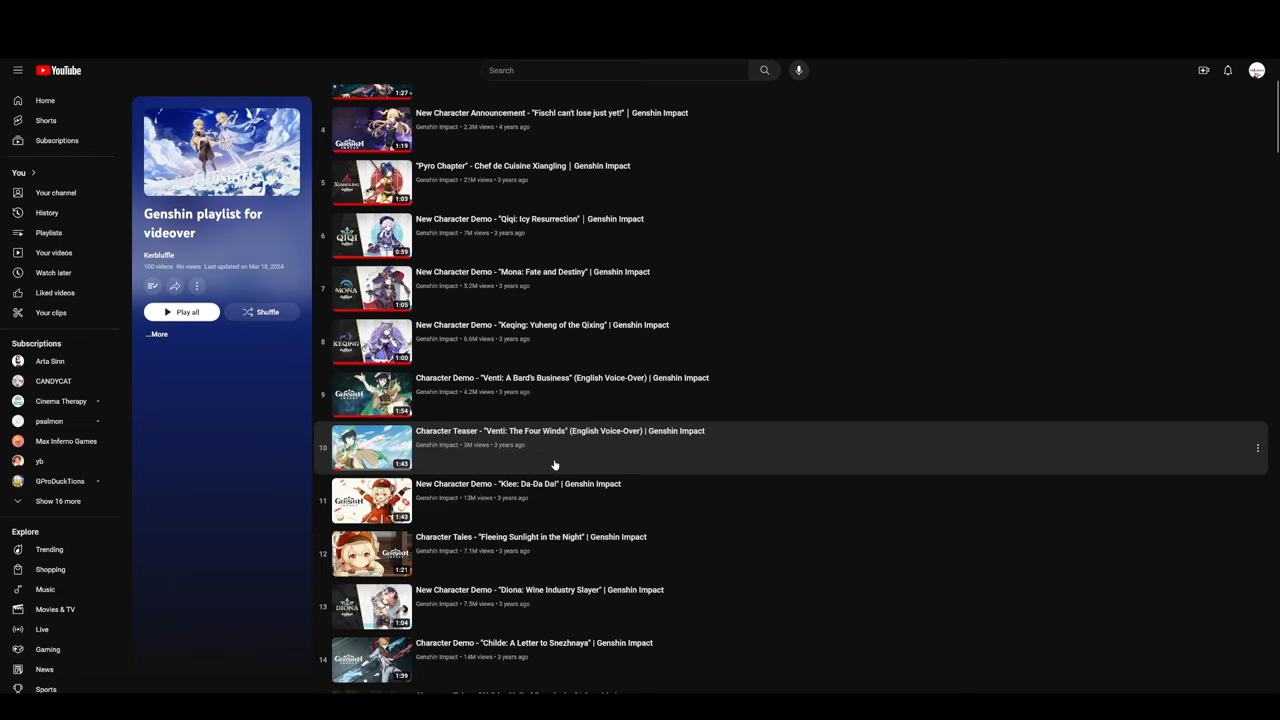 YouTube
Search
Home
Shorts
Subscriptions
You
Your channel
History
Playlists
Your videos
Watch later
Liked videos
Your clips
Subscriptions
Arta Sinn
CANDYCAT
Cinema Therapy
psalmon
Max Inferno Games
yb
GProDuckTions
Show 16 more
Explore
Trending
Shopping
Music
Movies & TV
Live
Gaming
News
Sports
Genshin playlist for
videover
Kerbluffle
100 videos No views Last updated on Mar 18, 2024
Play all
Shuffle
...More
1:27
4
1:19
New Character Announcement - "Fischl can't lose just yet!" | Genshin Impact
Genshin Impact • 2.3M views • 4 years ago
5
XIANGLING
1:03
"Pyro Chapter" - Chef de Cuisine Xiangling | Genshin Impact
Genshin Impact • 21M views • 3 years ago
6
QIQI
0:59
New Character Demo - "Qiqi: Icy Resurrection" | Genshin Impact
Genshin Impact • 7M views • 3 years ago
7
MONA
1:05
New Character Demo - "Mona: Fate and Destiny" | Genshin Impact
Genshin Impact • 5.2M views • 3 years ago
8
KEQING
1:00
New Character Demo - "Keqing: Yuheng of the Qixing" | Genshin Impact
Genshin Impact • 6.6M views • 3 years ago
9
GENSHIN
1:54
Character Demo - "Venti: A Bard's Business" (English Voice-Over) | Genshin Impact
Genshin Impact • 4.2M views • 3 years ago
10
1:43
Character Teaser - "Venti: The Four Winds" (English Voice-Over) | Genshin Impact
Genshin Impact • 3M views • 3 years ago
11
GENSHIN
1:43
New Character Demo - "Klee: Da-Da Da!" | Genshin Impact
Genshin Impact • 13M views • 3 years ago
12
GENSHIN
1:21
Character Tales - "Fleeing Sunlight in the Night" | Genshin Impact
Genshin Impact • 7.1M views • 3 years ago
13
DIONA
1:04
New Character Demo - "Diona: Wine Industry Slayer" | Genshin Impact
Genshin Impact • 7.5M views • 3 years ago
14
GENSHIN
1:39
Character Demo - "Childe: A Letter to Snezhnaya" | Genshin Impact
Genshin Impact • 14M views • 3 years ago